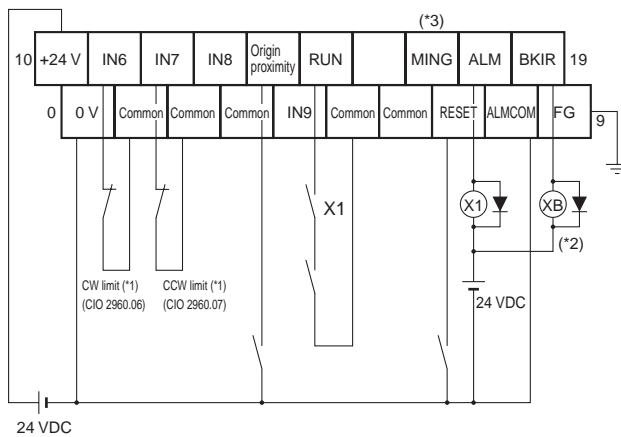 (*3)
10 +24 V IN6 IN7 IN8 Origin proximity RUN MING ALM BKIR 19
0 0 V Common Common Common IN9 Common Common RESET ALMCOM FG 9
X1 X1 XB
(*2)
CW limit (*1) CCW limit (*1)
(CIO 2960.06) (CIO 2960.07)
24 VDC
24 VDC